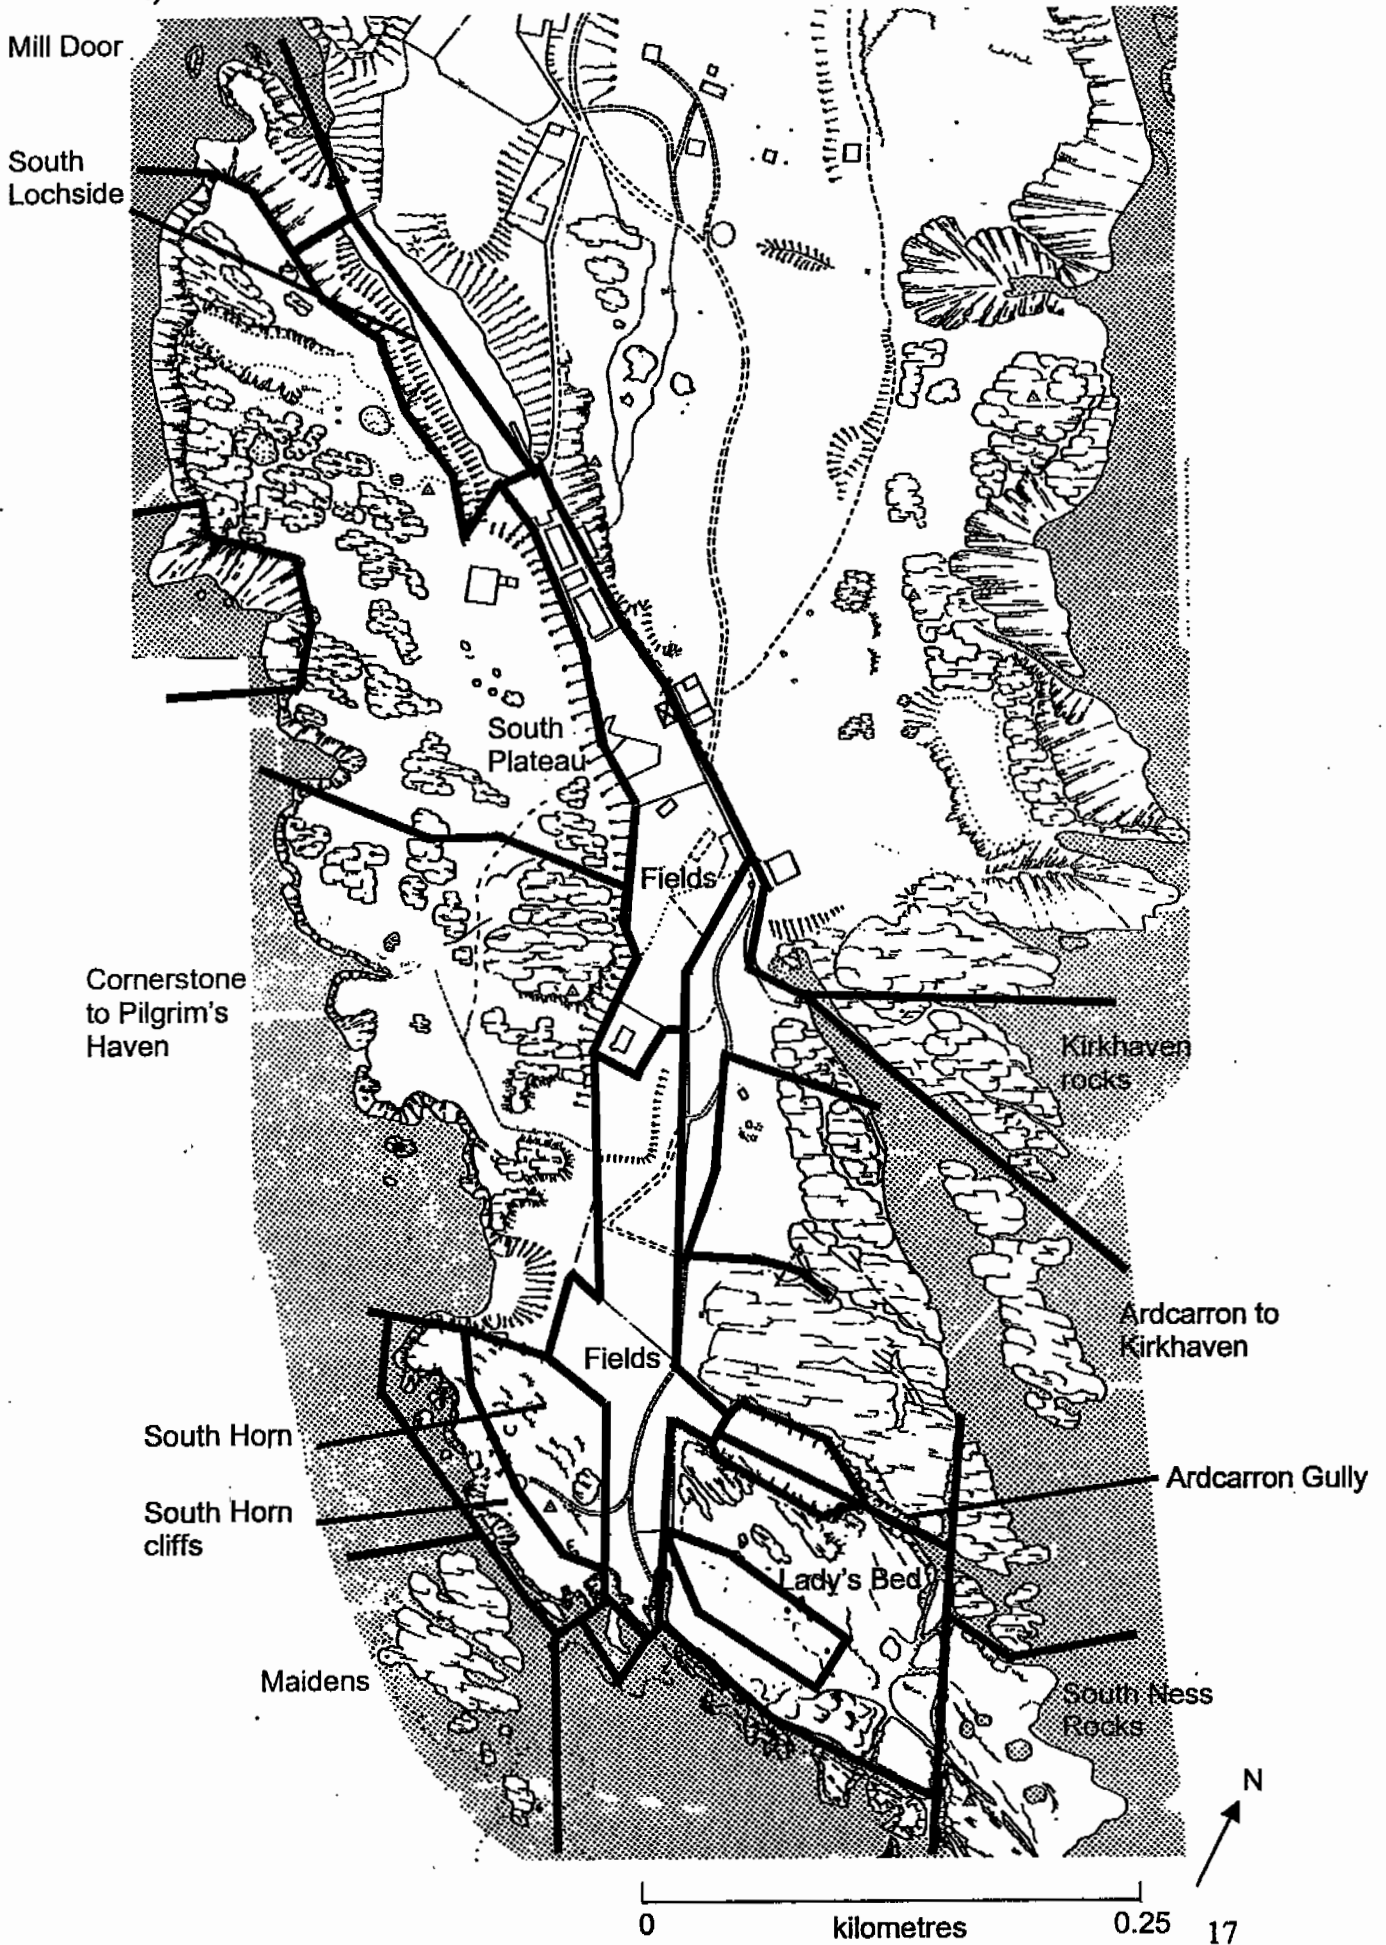 Mill Door
South
Lochside
South
Plateau
Fields
Cornerstone
to Pilgrim's
Haven
Kirkhaven
rocks
Ardcarron to
Kirkhaven
Fields
South Horn
Ardcarron Gully
South Horn
cliffs
Lady's Bed
Maidens
South Ness
Rocks
N
0
kilometres
0.25
17